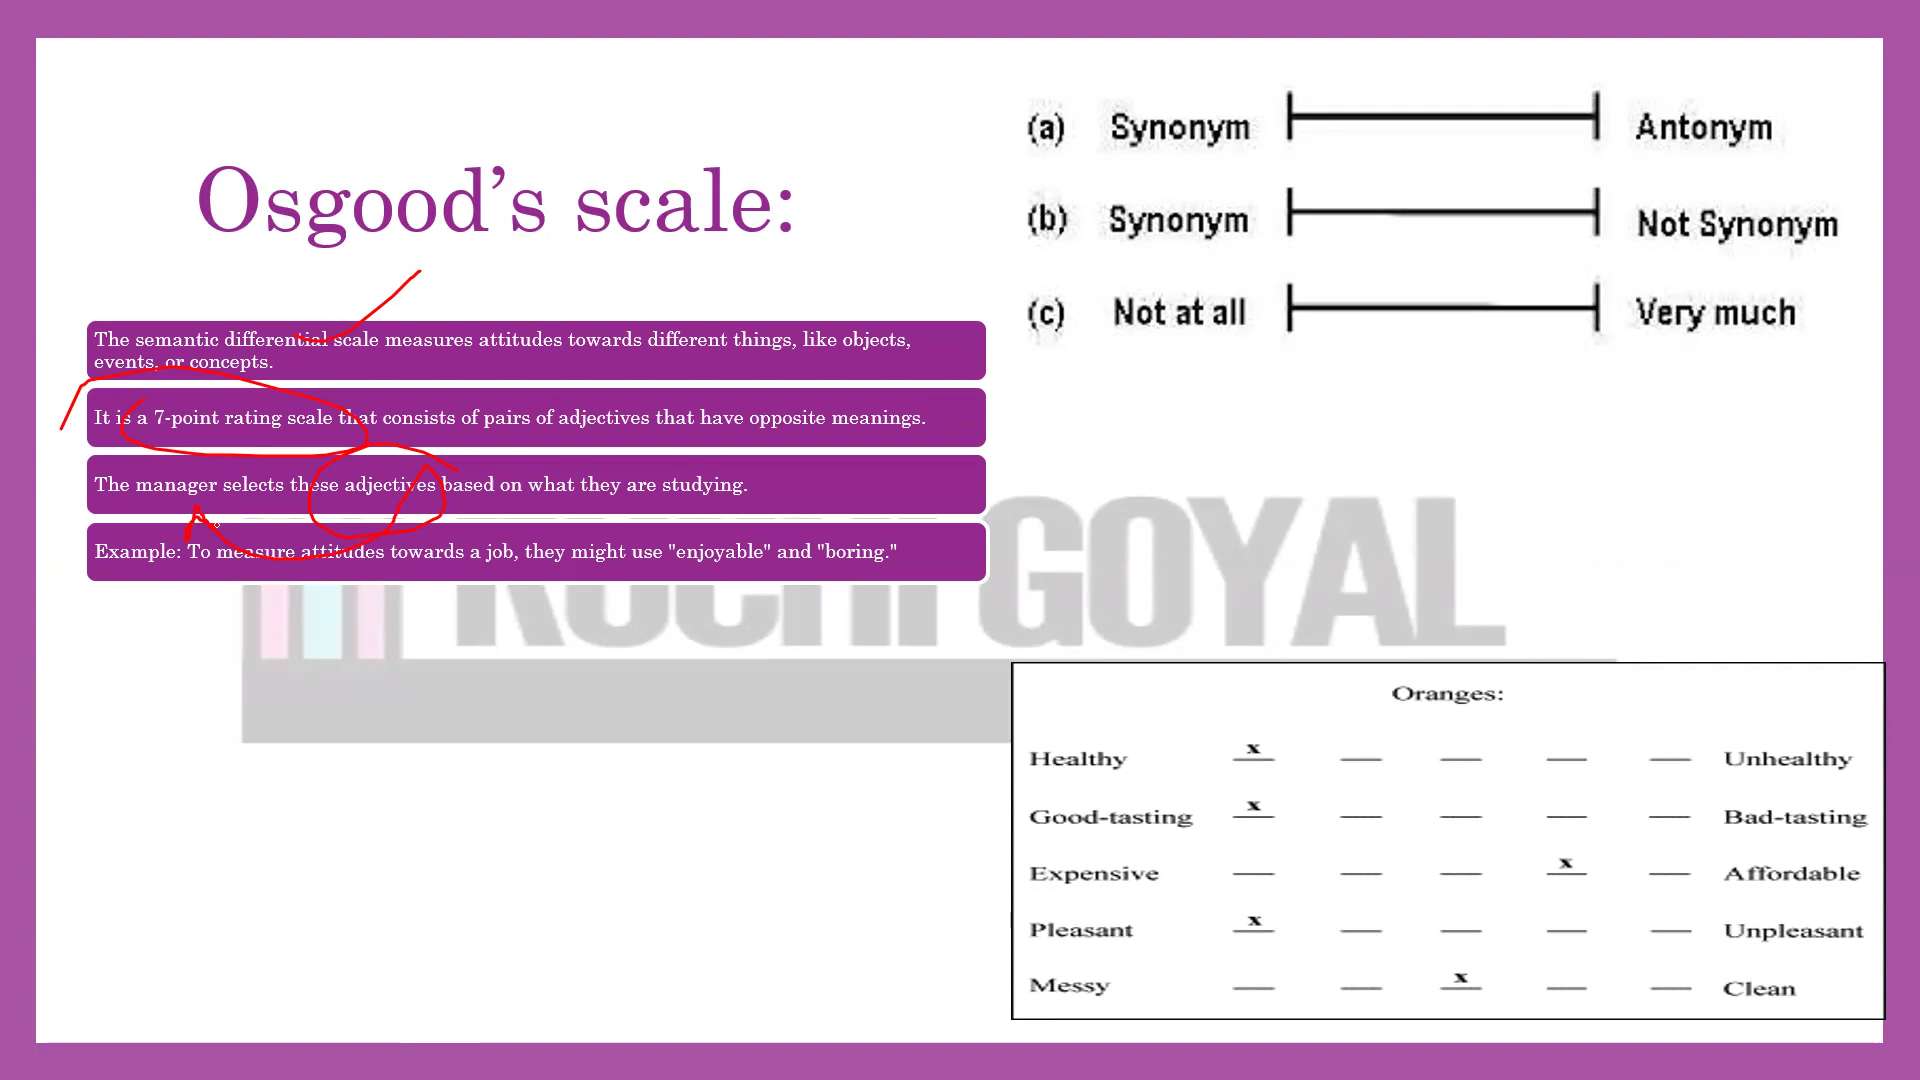 Osgood’s scale:
The semantic differential scale measures attitudes towards different things, like objects,
events, or concepts.
It is a 7-point rating scale that consists of pairs of adjectives that have opposite meanings.
The manager selects these adjectives based on what they are studying.
Example: To measure attitudes towards a job, they might use "enjoyable" and "boring."
(a) Synonym Antonym
(b) Synonym Not Synonym
(c) Not at all Very much
GOYAL
Oranges:
Healthy x Unhealthy
Good-tasting x Bad-tasting
Expensive x Affordable
Pleasant x Unpleasant
Messy x Clean